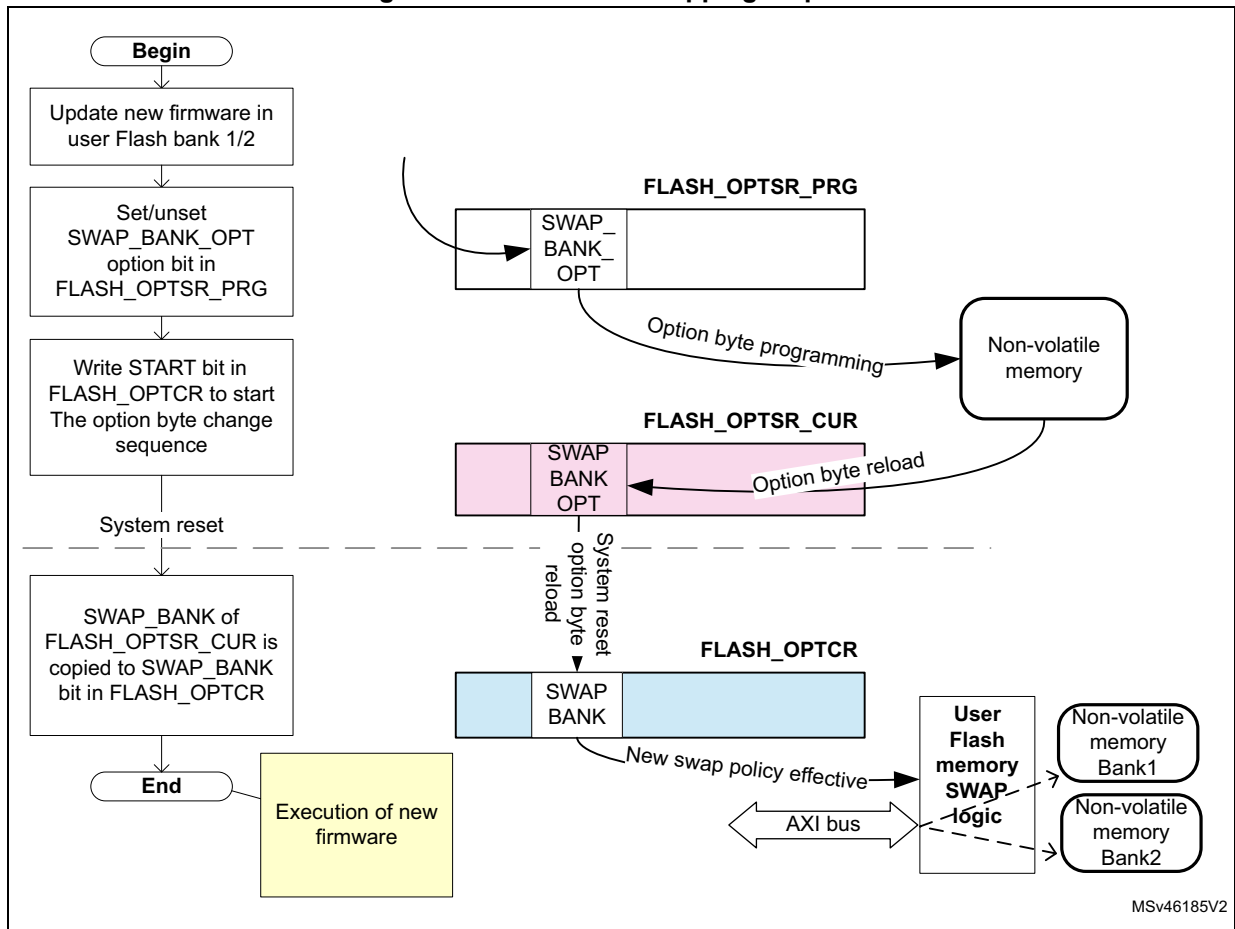 Begin
Update new firmware in
user Flash bank 1/2
Set/unset
SWAP_BANK_OPT
option bit in
FLASH_OPTSR_PRG
Write START bit in
FLASH_OPTCR to start
The option byte change
sequence
System reset
SWAP_BANK of
FLASH_OPTSR_CUR is
copied to SWAP_BANK
bit in FLASH_OPTCR
End
Execution of new
firmware
FLASH_OPTSR_PRG
SWAP_
BANK_
OPT
Option byte programming
Non-volatile
memory
FLASH_OPTSR_CUR
SWAP
BANK
OPT
Option byte reload
System reset
option byte
reload
FLASH_OPTCR
SWAP
BANK
New swap policy effective
AXI bus
User
Flash
memory
SWAP
logic
Non-volatile
memory
Bank1
Non-volatile
memory
Bank2
MSv46185V2